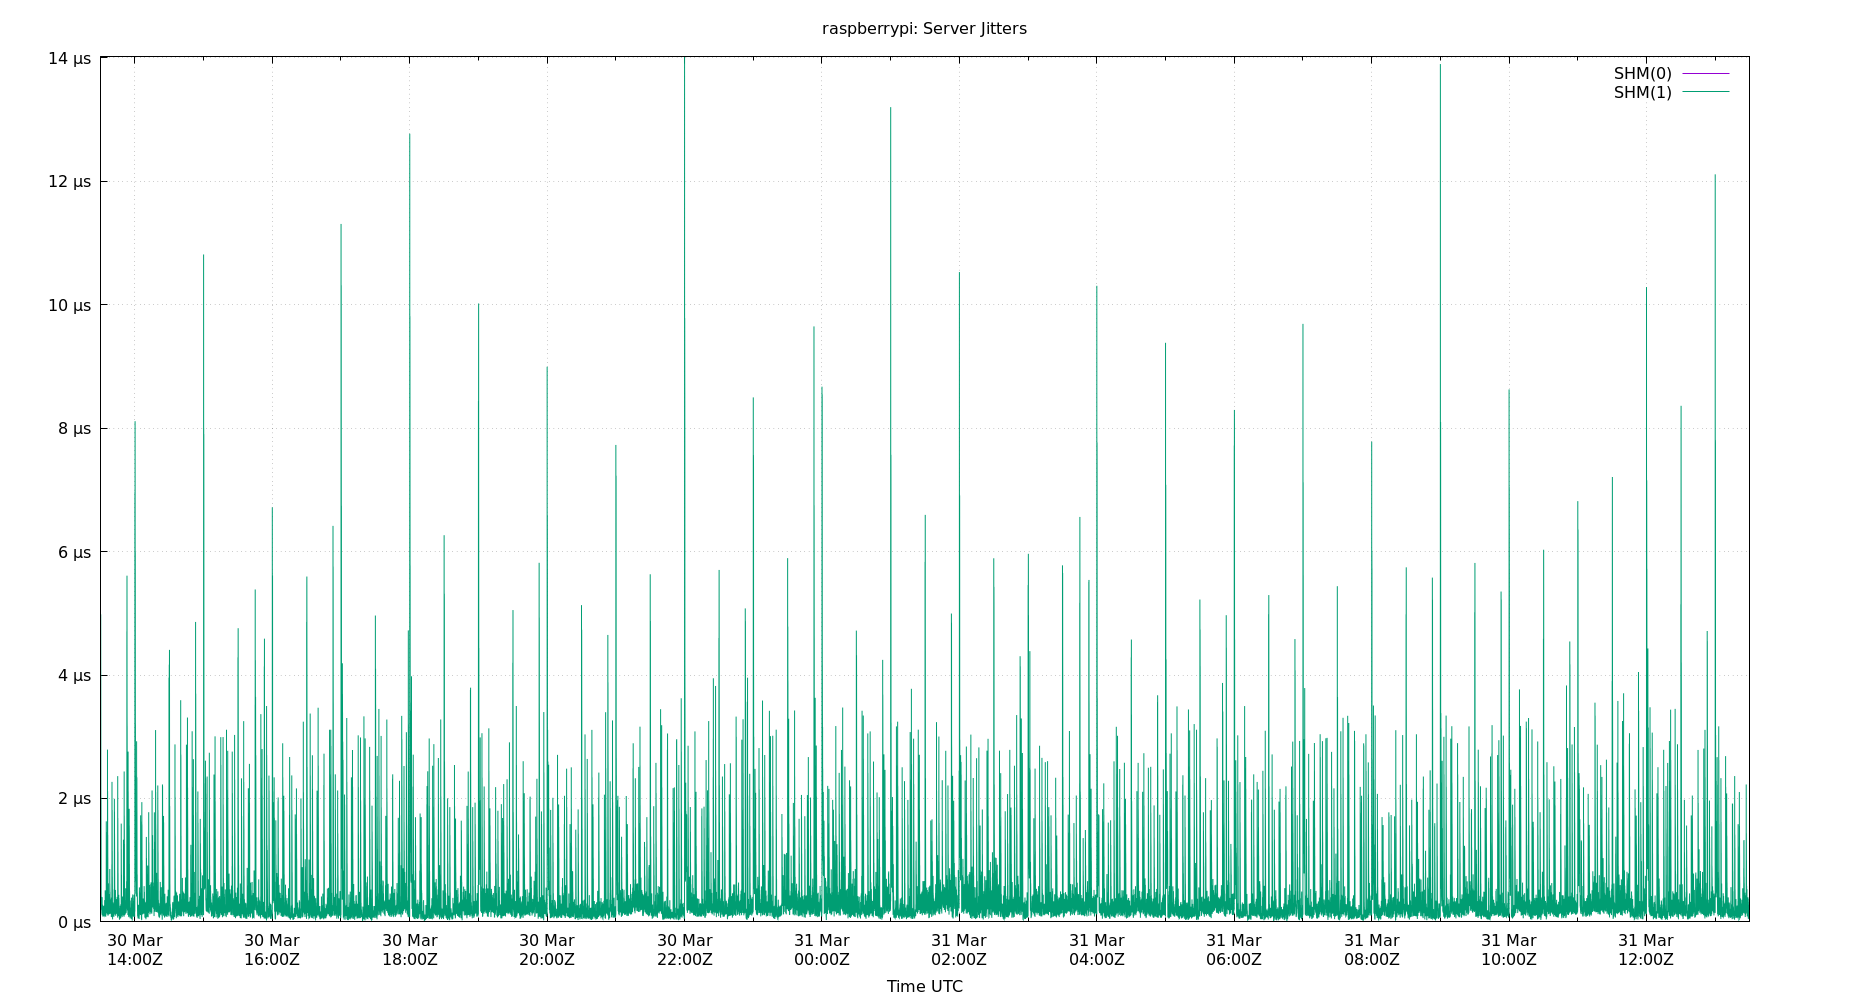 raspberrypi: Server Jitters
SHM(0)
SHM(1)
14 µs
12 µs
10 µs
8 µs
6 µs
4 µs
2 µs
0 µs
30 Mar 30 Mar 30 Mar 30 Mar 30 Mar 31 Mar 31 Mar 31 Mar 31 Mar 31 Mar 31 Mar 31 Mar
14:00Z 16:00Z 18:00Z 20:00Z 22:00Z 00:00Z 02:00Z 04:00Z 06:00Z 08:00Z 10:00Z 12:00Z
Time UTC